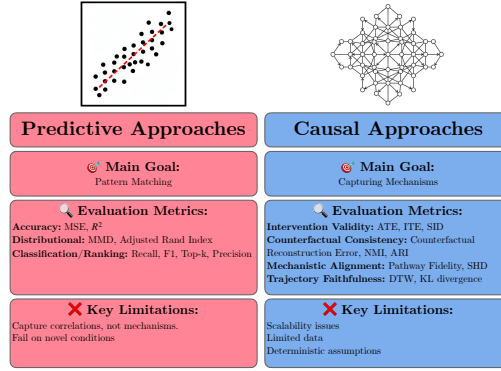 Predictive Approaches
Main Goal:
Pattern Matching
Evaluation Metrics:
Accuracy: MSE, R²
Distributional: MMD, Adjusted Rand Index
Classification/Ranking: Recall, F1, Top-k, Precision
Key Limitations:
Capture correlations, not mechanisms.
Fail on novel conditions
Causal Approaches
Main Goal:
Capturing Mechanisms
Evaluation Metrics:
Intervention Validity: ATE, ITE, SID
Counterfactual Consistency: Counterfactual
Reconstruction Error, NMI, ARI
Mechanistic Alignment: Pathway Fidelity, SHD
Trajectory Faithfulness: DTW, KL divergence
Key Limitations:
Scalability issues
Limited data
Deterministic assumptions